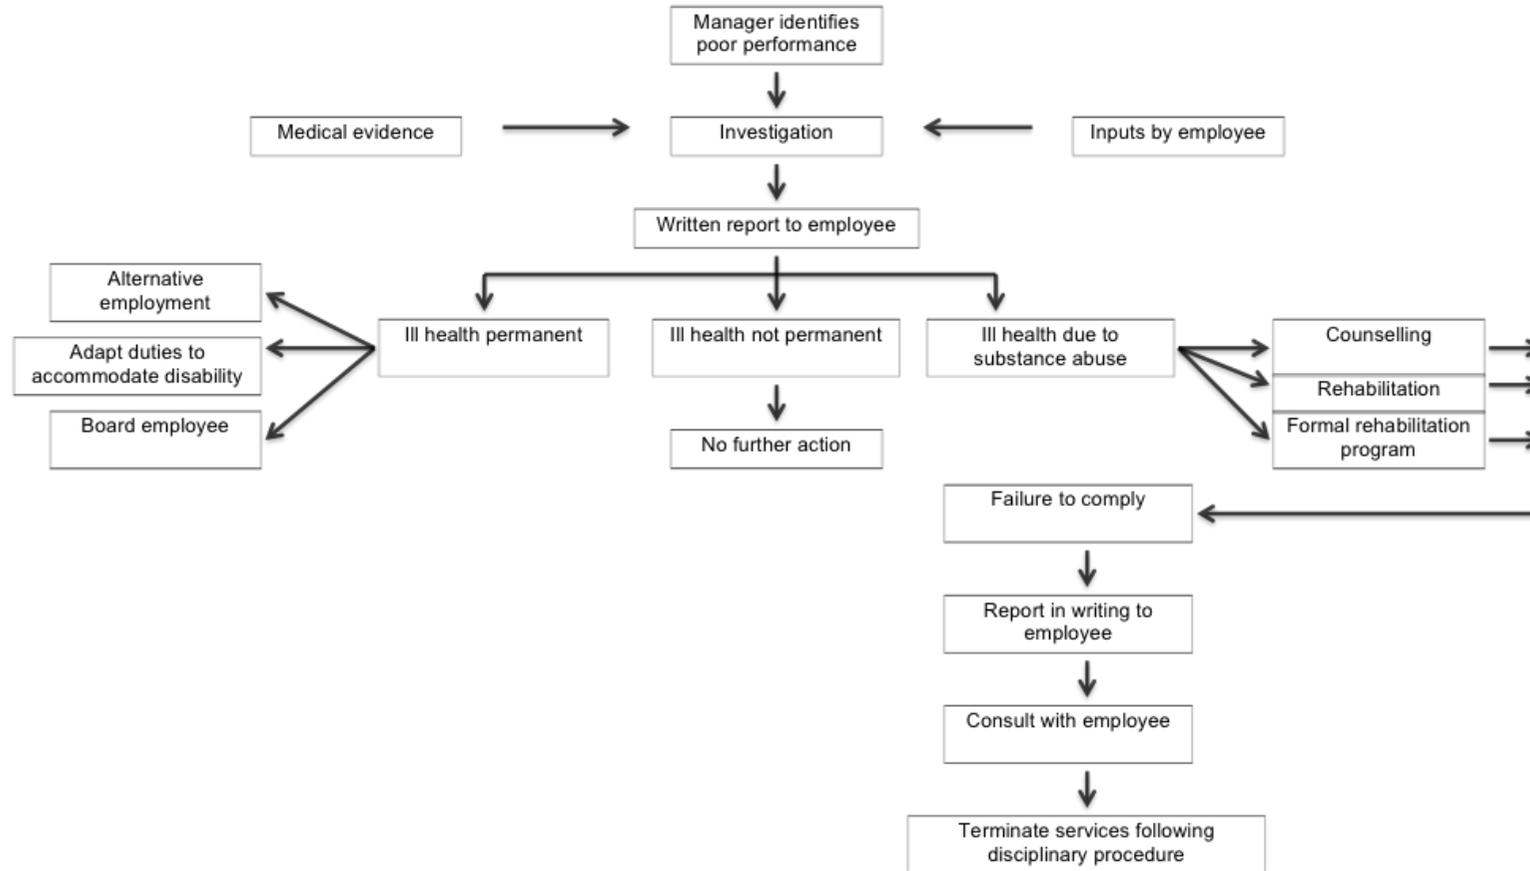 Manager identifies
poor performance
Medical evidence
Investigation
Inputs by employee
Written report to employee
Alternative
employment
Adapt duties to
accommodate disability
Board employee
Ill health permanent
Ill health not permanent
Ill health due to
substance abuse
Counselling
Rehabilitation
Formal rehabilitation
program
No further action
Failure to comply
Report in writing to
employee
Consult with employee
Terminate services following
disciplinary procedure